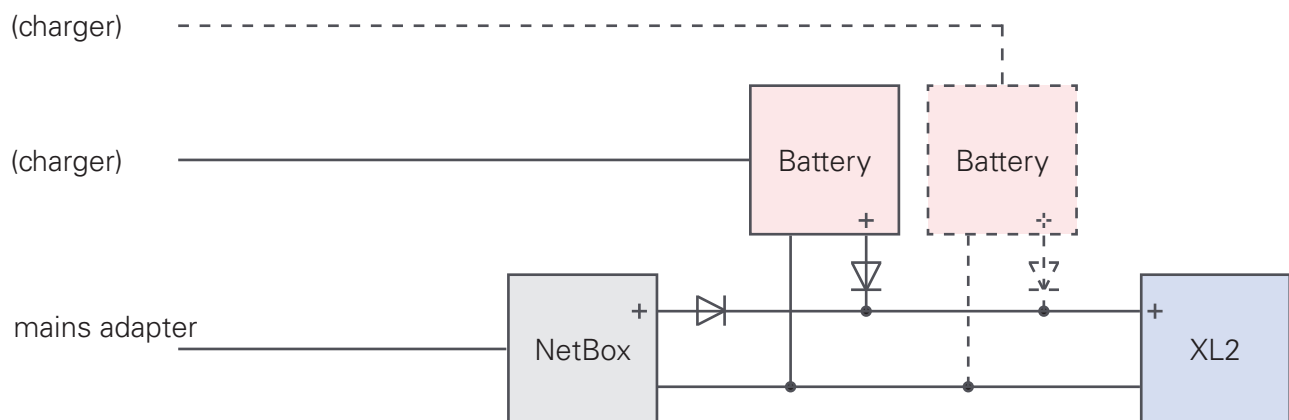 (charger)
(charger)
Battery
Battery
+
+
mains adapter
NetBox
+
+
XL2